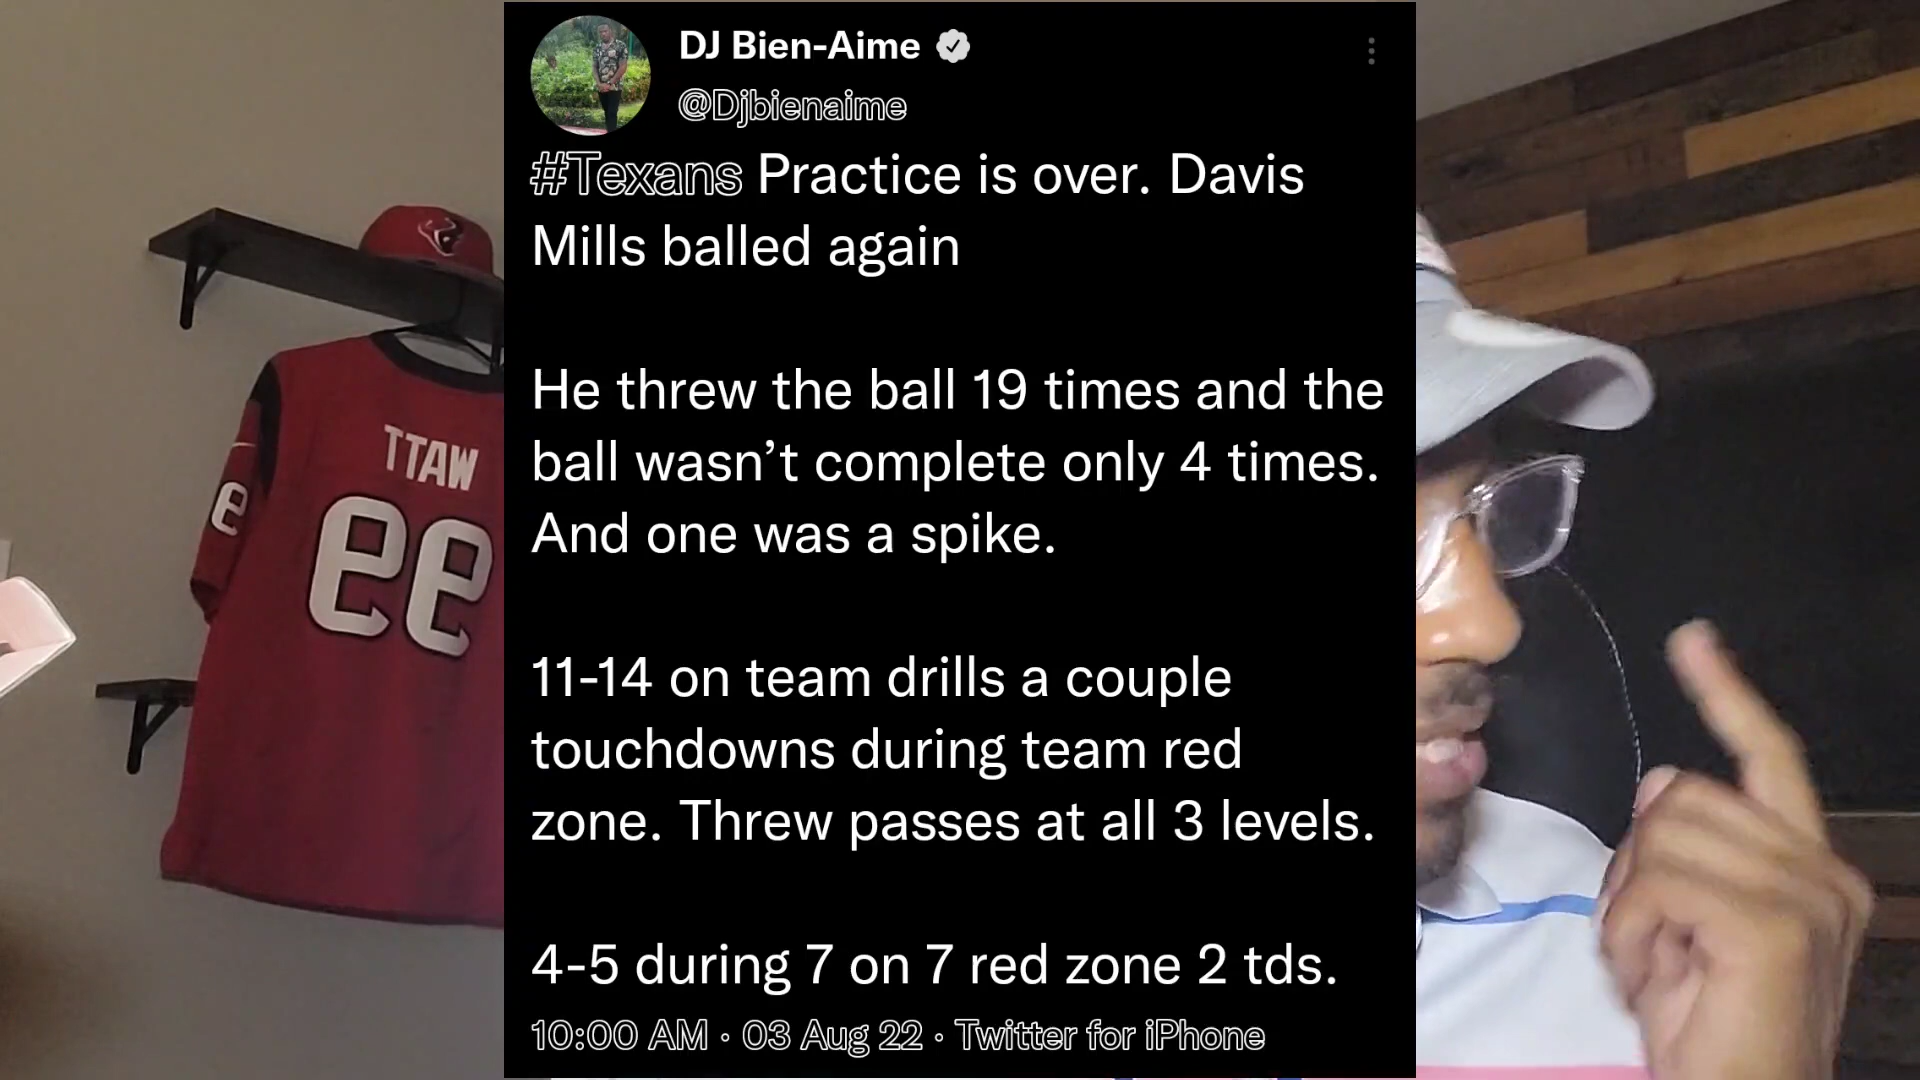 DJ Bien-Aime
@Djbienaime
#Texans Practice is over. Davis
Mills balled again
He threw the ball 19 times and the
ball wasn’t complete only 4 times.
And one was a spike.
11-14 on team drills a couple
touchdowns during team red
zone. Threw passes at all 3 levels.
4-5 during 7 on 7 red zone 2 tds.
10:00 AM · 03 Aug 22 · Twitter for iPhone
TTAW
99
9